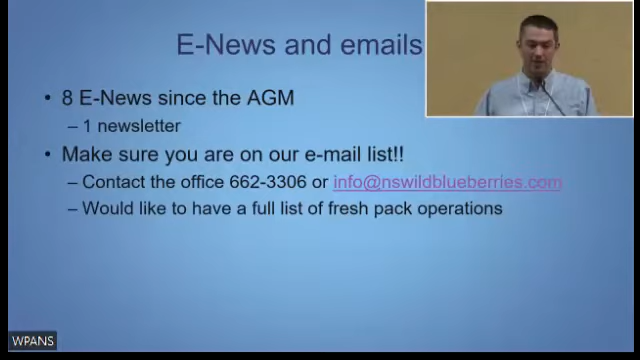 E-News and emails
• 8 E-News since the AGM
– 1 newsletter
• Make sure you are on our e-mail list!!
– Contact the office 662-3306 or info@nswildblueberries.com
– Would like to have a full list of fresh pack operations
WPANS